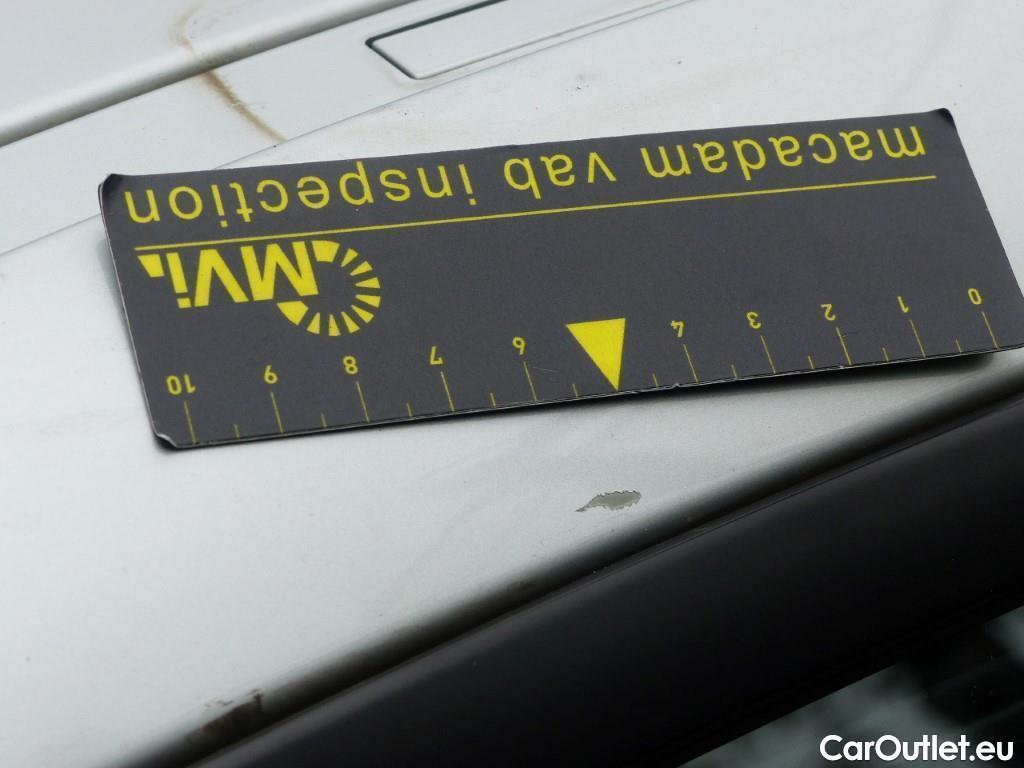 macadam vab inspection
MVi.
0 1 2 3 4 6 7 8 9 10
CarOutlet.eu